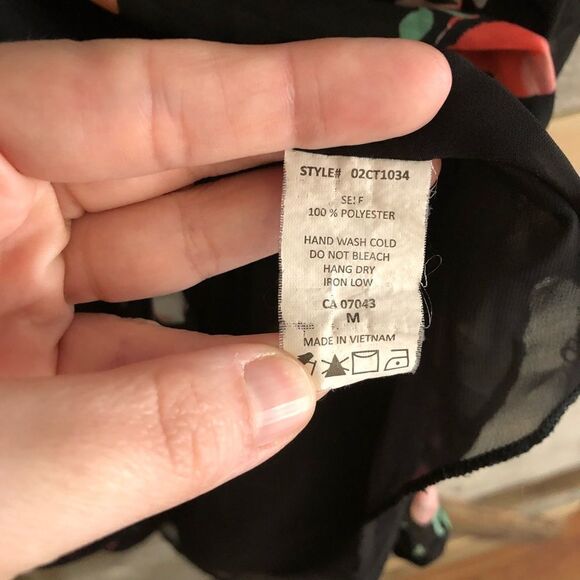 STYLE# 02CT1034
SELF
100 % POLYESTER
HAND WASH COLD
DO NOT BLEACH
HANG DRY
IRON LOW
CA 07043
M
MADE IN VIETNAM